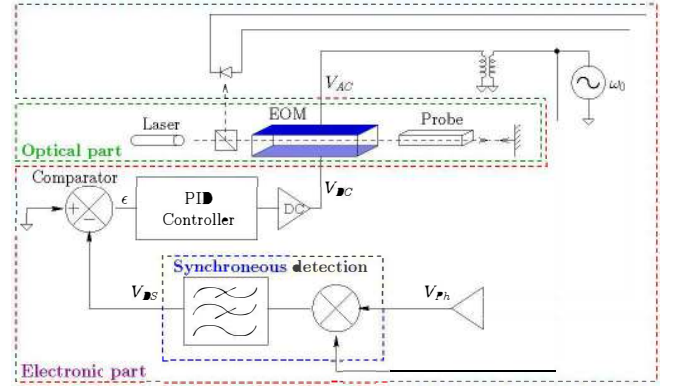 V_AC
ω₀
EOM
Laser
Probe
Optical part
Comparator
V_DC
+
−
ϵ
PID
Controller
DC
Synchroneous detection
V_DS
V_Ph
Electronic part